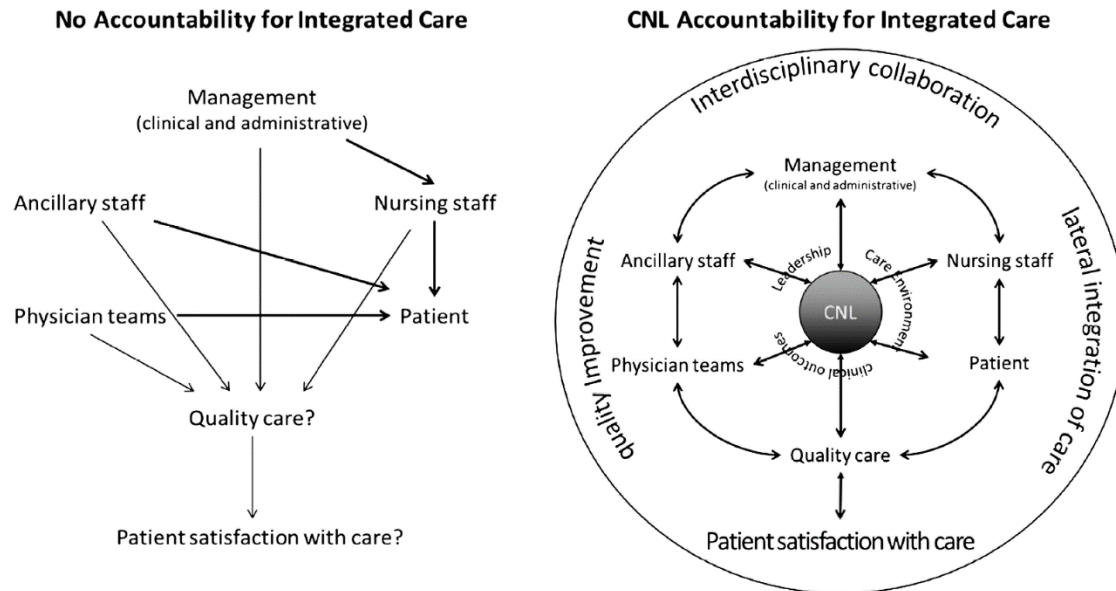 No Accountability for Integrated Care
Management
(clinical and administrative)
Ancillary staff
Nursing staff
Physician teams
Patient
Quality care?
Patient satisfaction with care?
CNL Accountability for Integrated Care
Interdisciplinary collaboration
quality Improvement
lateral integration of care
Management
(clinical and administrative)
Ancillary staff
Leadership
Care Environment
Nursing staff
CNL
Physician teams
clinical outcomes
Patient
Quality care
Patient satisfaction with care